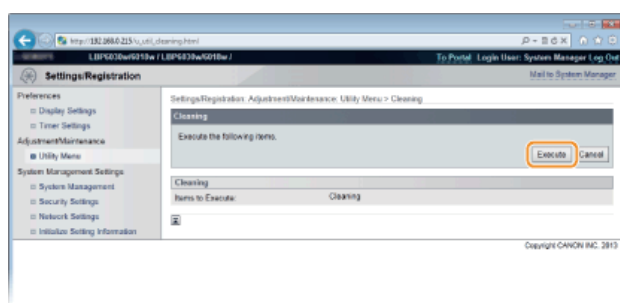 http://192.168.0.215/u_util_cleaning.html
LBP6030w/6018w / LBP6030w/6018w /
To Portal Login User: System Manager Log Out
Settings/Registration
Mail to System Manager
Preferences
Display Settings
Timer Settings
Adjustment/Maintenance
Utility Menu
System Management Settings
System Management
Security Settings
Network Settings
Initialize Setting Information
Settings/Registration: Adjustment/Maintenance: Utility Menu > Cleaning
Cleaning
Execute the following items.
Execute
Cancel
Cleaning
Items to Execute:
Cleaning
Copyright CANON INC. 2013